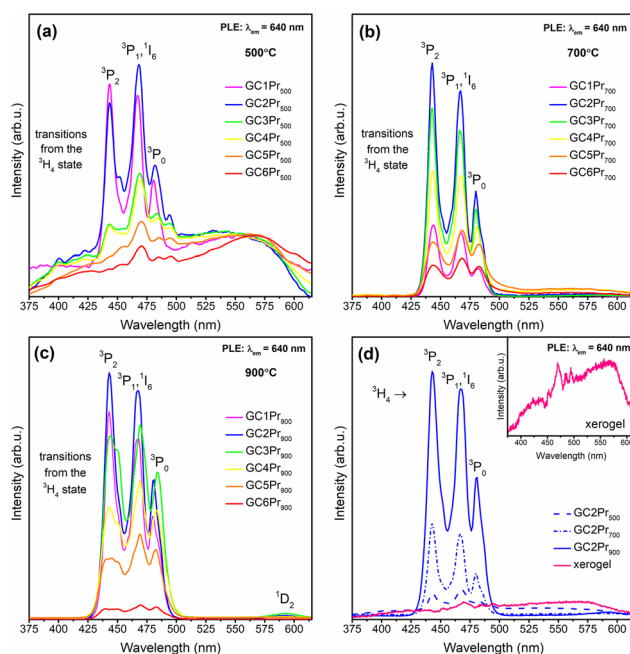 (a)
PLE: λem = 640 nm
500°C
³P₂
³P₁,¹I₆
³P₀
transitions
from the
³H₄ state
GC1Pr₅₀₀
GC2Pr₅₀₀
GC3Pr₅₀₀
GC4Pr₅₀₀
GC5Pr₅₀₀
GC6Pr₅₀₀
Intensity (arb.u.)
375 400 425 450 475 500 525 550 575 600
Wavelength (nm)
(b)
PLE: λem = 640 nm
700°C
³P₂
³P₁,¹I₆
³P₀
transitions
from the
³H₄ state
GC1Pr₇₀₀
GC2Pr₇₀₀
GC3Pr₇₀₀
GC4Pr₇₀₀
GC5Pr₇₀₀
GC6Pr₇₀₀
Intensity (arb.u.)
375 400 425 450 475 500 525 550 575 600
Wavelength (nm)
(c)
PLE: λem = 640 nm
900°C
³P₂
³P₁,¹I₆
³P₀
transitions
from the
³H₄ state
GC1Pr₉₀₀
GC2Pr₉₀₀
GC3Pr₉₀₀
GC4Pr₉₀₀
GC5Pr₉₀₀
GC6Pr₉₀₀
¹D₂
Intensity (arb.u.)
375 400 425 450 475 500 525 550 575 600
Wavelength (nm)
(d)
PLE: λem = 640 nm
³P₂
³H₄ →
³P₁,¹I₆
³P₀
Intensity (arb.u.)
xerogel
400 425 450 475 500 525 550 575 600
Wavelength (nm)
GC2Pr₅₀₀
GC2Pr₇₀₀
GC2Pr₉₀₀
xerogel
Intensity (arb.u.)
375 400 425 450 475 500 525 550 575 600
Wavelength (nm)